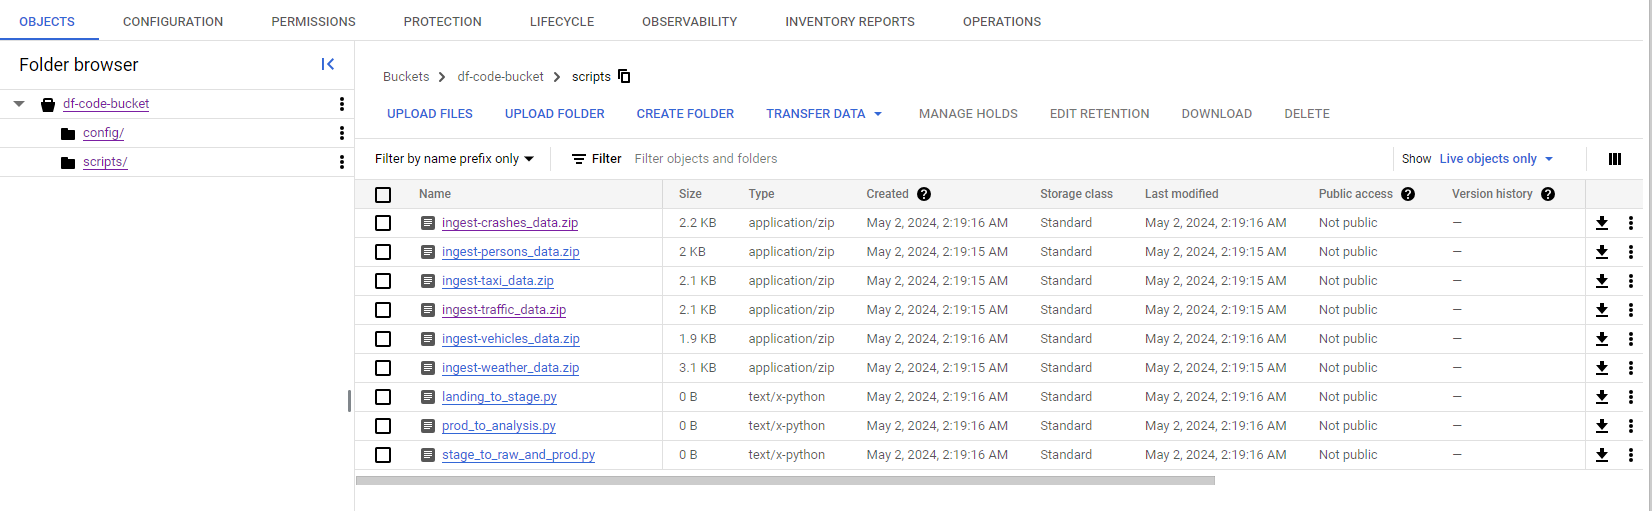 OBJECTS CONFIGURATION PERMISSIONS PROTECTION LIFECYCLE OBSERVABILITY INVENTORY REPORTS OPERATIONS
Folder browser
df-code-bucket
config/
scripts/
Buckets df-code-bucket scripts
UPLOAD FILES UPLOAD FOLDER CREATE FOLDER TRANSFER DATA MANAGE HOLDS EDIT RETENTION DOWNLOAD DELETE
Filter by name prefix only Filter Filter objects and folders Show Live objects only
Name Size Type Created Storage class Last modified Public access Version history
ingest-crashes_data.zip 2.2 KB application/zip May 2, 2024, 2:19:16 AM Standard May 2, 2024, 2:19:16 AM Not public —
ingest-persons_data.zip 2 KB application/zip May 2, 2024, 2:19:15 AM Standard May 2, 2024, 2:19:15 AM Not public —
ingest-taxi_data.zip 2.1 KB application/zip May 2, 2024, 2:19:15 AM Standard May 2, 2024, 2:19:15 AM Not public —
ingest-traffic_data.zip 2.1 KB application/zip May 2, 2024, 2:19:16 AM Standard May 2, 2024, 2:19:16 AM Not public —
ingest-vehicles_data.zip 1.9 KB application/zip May 2, 2024, 2:19:16 AM Standard May 2, 2024, 2:19:16 AM Not public —
ingest-weather_data.zip 3.1 KB application/zip May 2, 2024, 2:19:15 AM Standard May 2, 2024, 2:19:15 AM Not public —
landing_to_stage.py 0 B text/x-python May 2, 2024, 2:19:16 AM Standard May 2, 2024, 2:19:16 AM Not public —
prod_to_analysis.py 0 B text/x-python May 2, 2024, 2:19:16 AM Standard May 2, 2024, 2:19:16 AM Not public —
stage_to_raw_and_prod.py 0 B text/x-python May 2, 2024, 2:19:16 AM Standard May 2, 2024, 2:19:16 AM Not public —